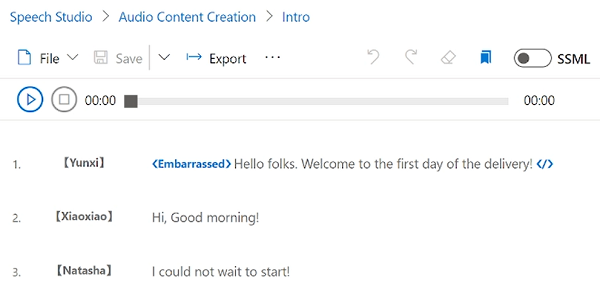 Speech Studio > Audio Content Creation > Intro
File Save Export ... SSML
00:00 00:00
1. 【Yunxi】 <Embarrassed> Hello folks. Welcome to the first day of the delivery! </>
2. 【Xiaoxiao】 Hi, Good morning!
3. 【Natasha】 I could not wait to start!